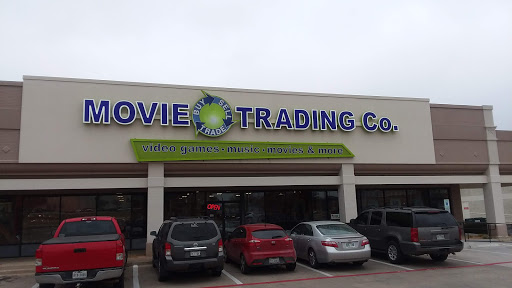 MOVIE TRADING Co.
BUY SELL TRADE
video games • music • movies & more
OPEN